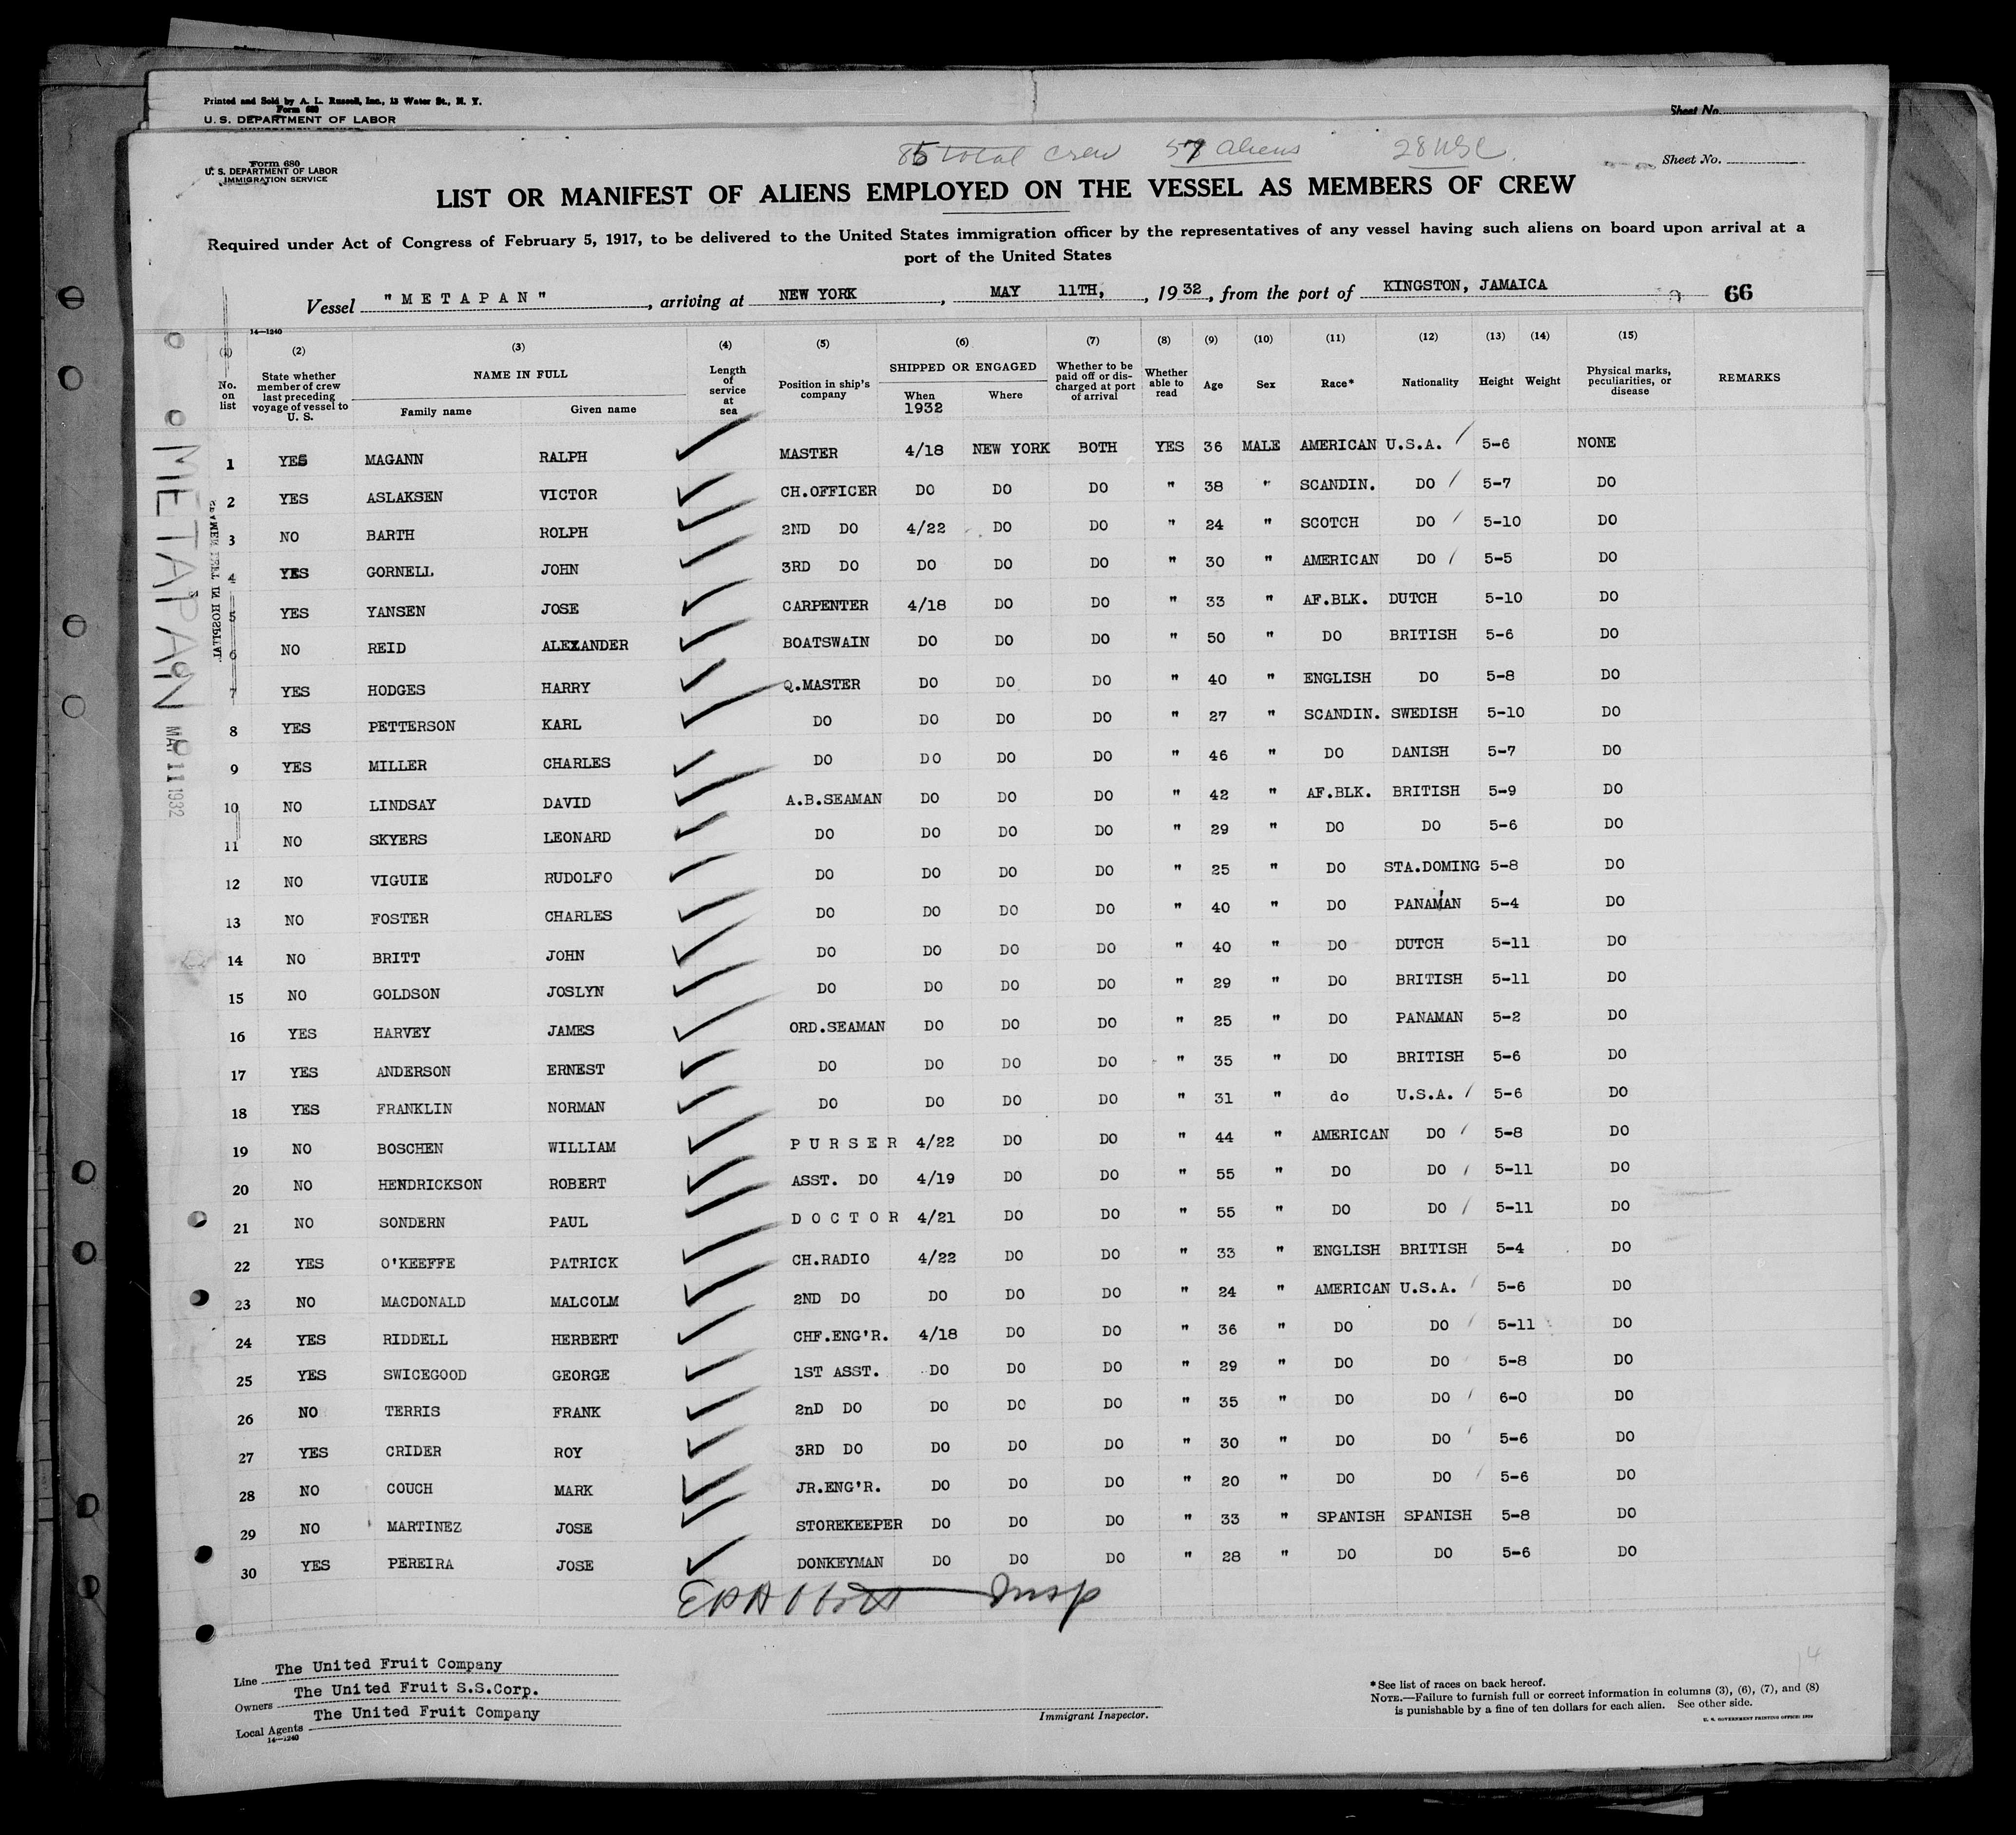 Printed and Sold by A. L. Russell, Inc., 13 Water St., N. Y.
Form 680
U. S. DEPARTMENT OF LABOR
Sheet No.
85 total crew 57 aliens 28 USC
Form 680
U. S. DEPARTMENT OF LABOR
IMMIGRATION SERVICE
Sheet No.
LIST OR MANIFEST OF ALIENS EMPLOYED ON THE VESSEL AS MEMBERS OF CREW
Required under Act of Congress of February 5, 1917, to be delivered to the United States immigration officer by the representatives of any vessel having such aliens on board upon arrival at a
port of the United States
Vessel "METAPAN", arriving at NEW YORK, MAY 11TH, 1932, from the port of KINGSTON, JAMAICA 66
14—1240
(1) (2) (3) (4) (5) (6) (7) (8) (9) (10) (11) (12) (13) (14) (15)
No. on list State whether member of crew last preceding voyage of vessel to U. S. NAME IN FULL Family name Given name Length of service at sea Position in ship's company SHIPPED OR ENGAGED When 1932 Where Whether to be paid off or discharged at port of arrival Whether able to read Age Sex Race* Nationality Height Weight Physical marks, peculiarities, or disease REMARKS
1 YES MAGANN RALPH MASTER 4/18 NEW YORK BOTH YES 36 MALE AMERICAN U.S.A. 5-6 NONE
2 YES ASLAKSEN VICTOR CH.OFFICER DO DO DO " 38 " SCANDIN. DO 5-7 DO
3 NO BARTH ROLPH 2ND DO 4/22 DO DO " 24 " SCOTCH DO 5-10 DO
4 YES GORNELL JOHN 3RD DO DO DO DO " 30 " AMERICAN DO 5-5 DO
5 YES YANSEN JOSE CARPENTER 4/18 DO DO " 33 " AF.BLK. DUTCH 5-10 DO
6 NO REID ALEXANDER BOATSWAIN DO DO DO " 50 " DO BRITISH 5-6 DO
7 YES HODGES HARRY Q.MASTER DO DO DO " 40 " ENGLISH DO 5-8 DO
8 YES PETTERSON KARL DO DO DO DO " 27 " SCANDIN. SWEDISH 5-10 DO
9 YES MILLER CHARLES DO DO DO DO " 46 " DO DANISH 5-7 DO
10 NO LINDSAY DAVID A.B.SEAMAN DO DO DO " 42 " AF.BLK. BRITISH 5-9 DO
11 NO SKYERS LEONARD DO DO DO DO " 29 " DO DO 5-6 DO
12 NO VIGUIE RUDOLFO DO DO DO DO " 25 " DO STA.DOMING 5-8 DO
13 NO FOSTER CHARLES DO DO DO DO " 40 " DO PANAMAN 5-4 DO
14 NO BRITT JOHN DO DO DO DO " 40 " DO DUTCH 5-11 DO
15 NO GOLDSON JOSLYN DO DO DO DO " 29 " DO BRITISH 5-11 DO
16 YES HARVEY JAMES ORD.SEAMAN DO DO DO " 25 " DO PANAMAN 5-2 DO
17 YES ANDERSON ERNEST DO DO DO DO " 35 " DO BRITISH 5-6 DO
18 YES FRANKLIN NORMAN DO DO DO DO " 31 " do U.S.A. 5-6 DO
19 NO BOSCHEN WILLIAM PURSER 4/22 DO DO " 44 " AMERICAN DO 5-8 DO
20 NO HENDRICKSON ROBERT ASST. DO 4/19 DO DO " 55 " DO DO 5-11 DO
21 NO SONDERN PAUL DOCTOR 4/21 DO DO " 55 " DO DO 5-11 DO
22 YES O'KEEFFE PATRICK CH.RADIO 4/22 DO DO " 33 " ENGLISH BRITISH 5-4 DO
23 NO MACDONALD MALCOLM 2ND DO DO DO DO " 24 " AMERICAN U.S.A. 5-6 DO
24 YES RIDDELL HERBERT CHF.ENG'R. 4/18 DO DO " 36 " DO DO 5-11 DO
25 YES SWICEGOOD GEORGE 1ST ASST. DO DO DO " 29 " DO DO 5-8 DO
26 NO TERRIS FRANK 2nD DO DO DO DO " 35 " DO DO 6-0 DO
27 YES CRIDER ROY 3RD DO DO DO DO " 30 " DO DO 5-6 DO
28 NO COUCH MARK JR.ENG'R. DO DO DO " 20 " DO DO 5-6 DO
29 NO MARTINEZ JOSE STOREKEEPER DO DO DO " 33 " SPANISH SPANISH 5-8 DO
30 YES PEREIRA JOSE DONKEYMAN DO DO DO " 28 " DO DO 5-6 DO
METAPAN
MAY 11 1932
Insp
Line The United Fruit Company
Owners The United Fruit S.S.Corp.
Local Agents The United Fruit Company
14—1240
Immigrant Inspector.
*See list of races on back hereof.
NOTE.—Failure to furnish full or correct information in columns (3), (6), (7), and (8)
is punishable by a fine of ten dollars for each alien. See other side.
14